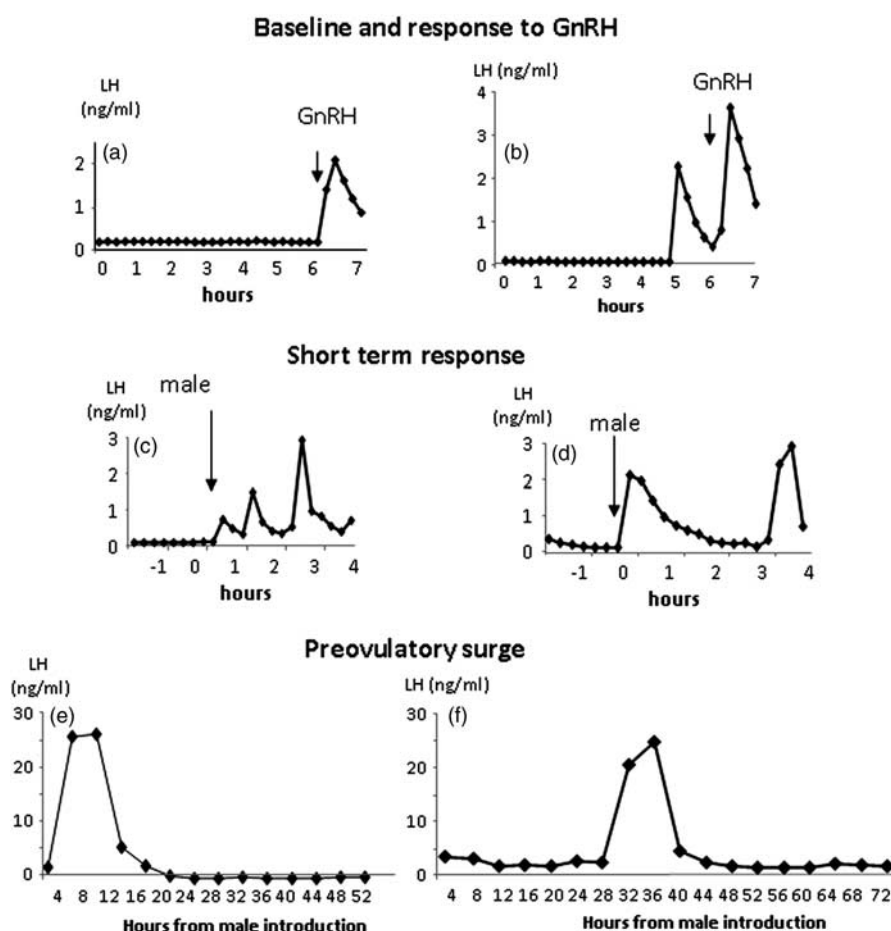 Baseline and response to GnRH
LH
(ng/ml)
GnRH
(a)
2
1
0
0 1 2 3 4 5 6 7
hours
LH (ng/ml)
GnRH
(b)
4
3
2
1
0
0 1 2 3 4 5 6 7
hours
Short term response
LH
(ng/ml)
male
(c)
3
2
1
0
-1 0 1 2 3 4
hours
LH
(ng/ml)
male
(d)
3
2
1
0
-1 0 1 2 3 4
hours
Preovulatory surge
LH
(ng/ml)
(e)
30
20
10
0
4 8 12 16 20 24 28 32 36 40 44 48 52
Hours from male introduction
LH (ng/ml)
(f)
30
20
10
0
4 8 12 16 20 24 28 32 36 40 44 48 52 56 60 64 68 72
Hours from male introduction